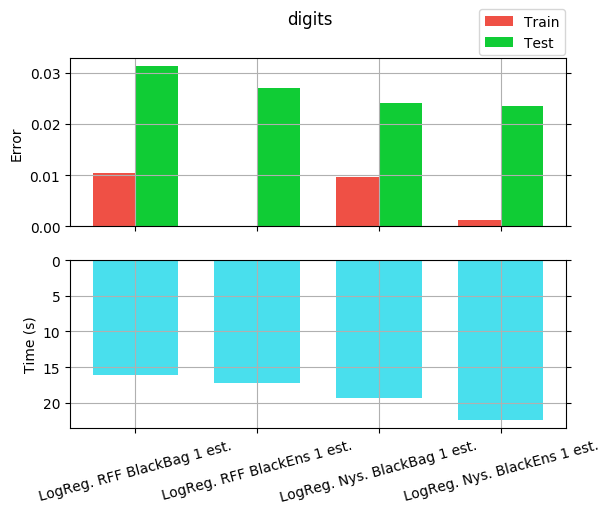 digits
Train
Test
0.03
0.02
0.01
0.00
Error
0
5
10
15
20
Time (s)
LogReg. RFF BlackBag 1 est.
LogReg. RFF BlackEns 1 est.
LogReg. Nys. BlackBag 1 est.
LogReg. Nys. BlackEns 1 est.